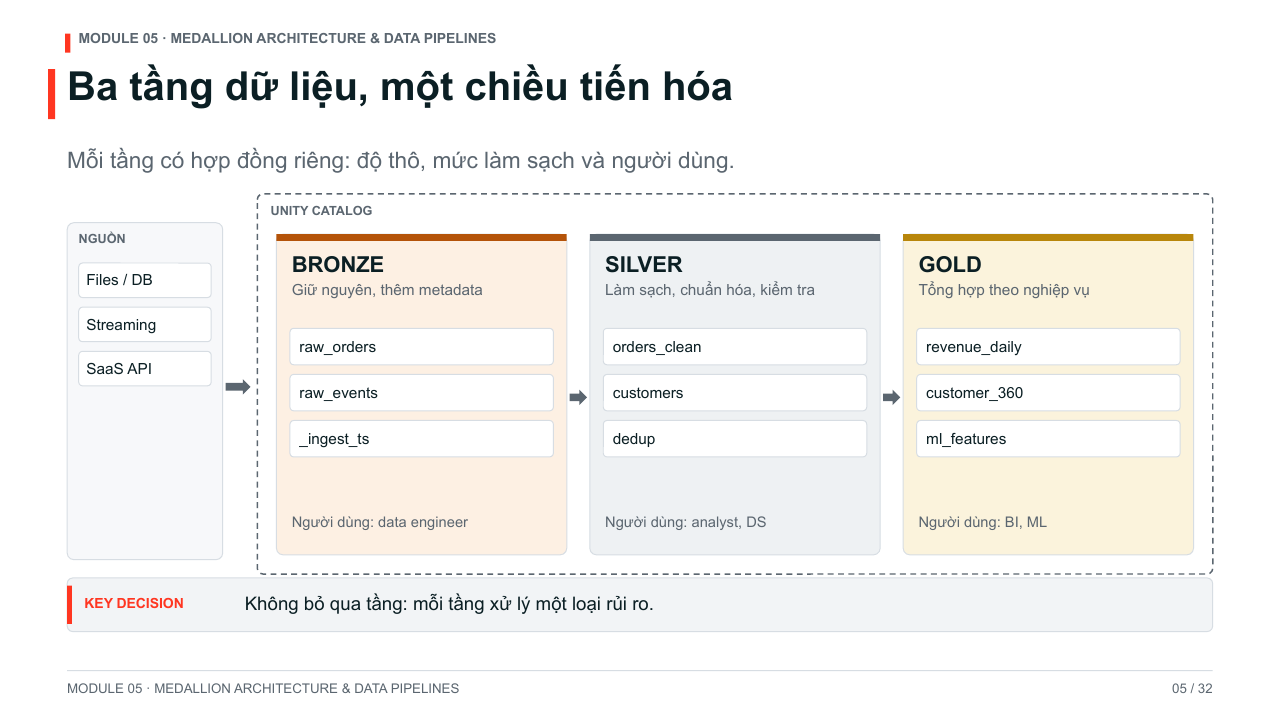 MODULE 05 · MEDALLION ARCHITECTURE & DATA PIPELINES
Ba tầng dữ liệu, một chiều tiến hóa
Mỗi tầng có hợp đồng riêng: độ thô, mức làm sạch và người dùng.
NGUỒN
Files / DB
Streaming
SaaS API
UNITY CATALOG
BRONZE
Giữ nguyên, thêm metadata
raw_orders
raw_events
_ingest_ts
Người dùng: data engineer
SILVER
Làm sạch, chuẩn hóa, kiểm tra
orders_clean
customers
dedup
Người dùng: analyst, DS
GOLD
Tổng hợp theo nghiệp vụ
revenue_daily
customer_360
ml_features
Người dùng: BI, ML
KEY DECISION
Không bỏ qua tầng: mỗi tầng xử lý một loại rủi ro.
MODULE 05 · MEDALLION ARCHITECTURE & DATA PIPELINES
05 / 32